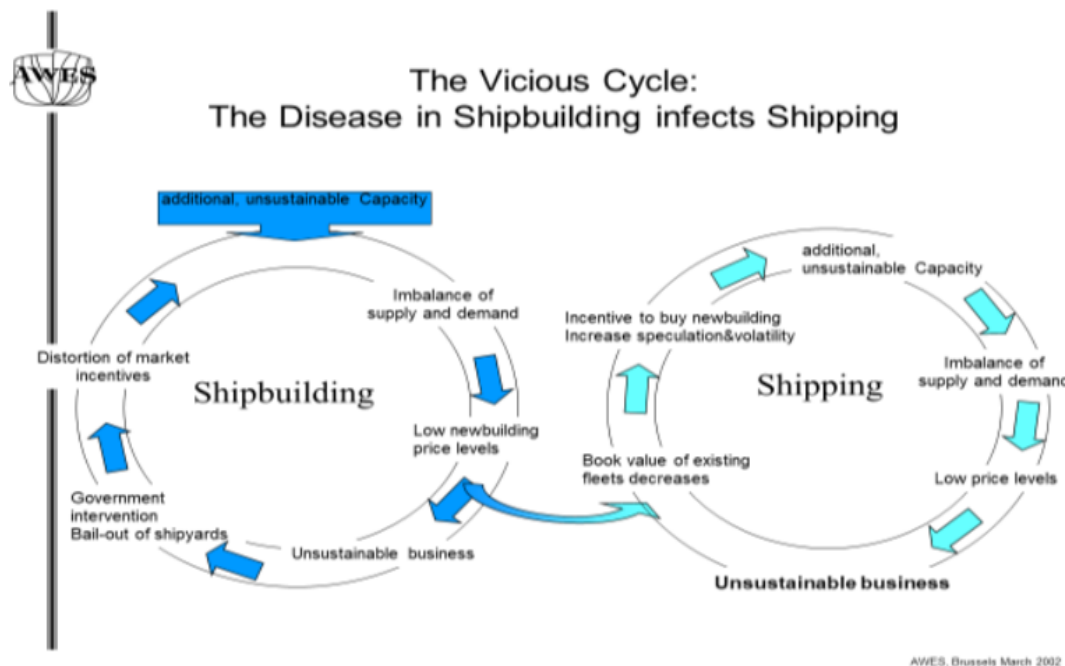 AWES
The Vicious Cycle:
The Disease in Shipbuilding infects Shipping
additional, unsustainable Capacity
Imbalance of
supply and demand
Low newbuilding
price levels
Unsustainable business
Government
intervention
Bail-out of shipyards
Distortion of market
incentives
Shipbuilding
additional,
unsustainable Capacity
Imbalance of
supply and demand
Low price levels
Unsustainable business
Book value of existing
fleets decreases
Incentive to buy newbuilding
Increase speculation&volatility
Shipping
AWES, Brussels March 2002